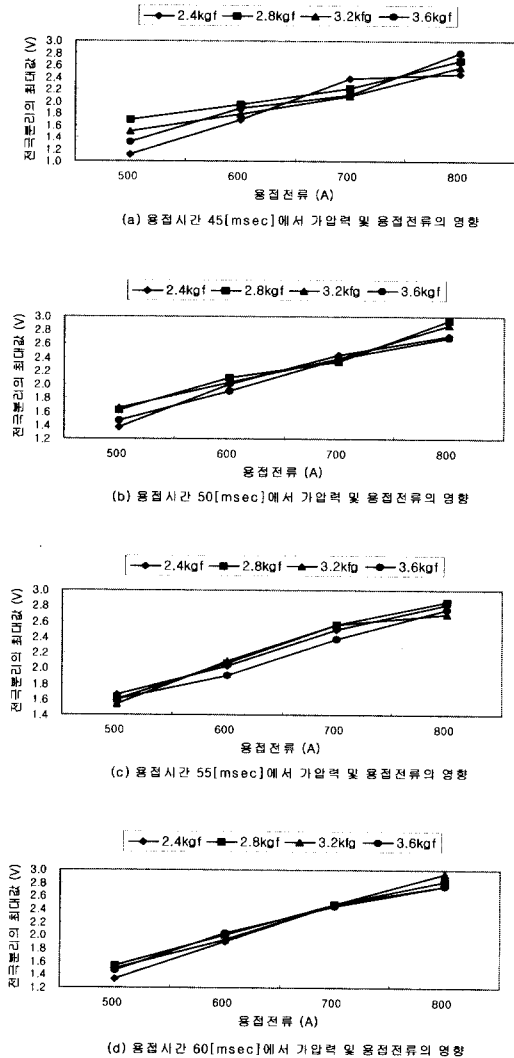 2.4kgf 2.8kgf 3.2kfg 3.6kgf
전극분리의 최대값 (V)
3.0
2.8
2.6
2.4
2.2
2.0
1.8
1.6
1.4
1.2
1.0
500 600 700 800
용접전류 (A)
(a) 용접시간 45[msec]에서 가압력 및 용접전류의 영향
2.4kgf 2.8kgf 3.2kfg 3.6kgf
전극분리의 최대값 (V)
3.0
2.8
2.6
2.4
2.2
2.0
1.8
1.6
1.4
1.2
500 600 700 800
용접전류 (A)
(b) 용접시간 50[msec]에서 가압력 및 용접전류의 영향
2.4kgf 2.8kgf 3.2kfg 3.6kgf
전극분리의 최대값 (V)
3.0
2.8
2.6
2.4
2.2
2.0
1.8
1.6
1.4
500 600 700 800
용접전류 (A)
(c) 용접시간 55[msec]에서 가압력 및 용접전류의 영향
2.4kgf 2.8kgf 3.2kfg 3.6kgf
전극분리의 최대값 (V)
3.0
2.8
2.6
2.4
2.2
2.0
1.8
1.6
1.4
1.2
500 600 700 800
용접전류 (A)
(d) 용접시간 60[msec]에서 가압력 및 용접전류의 영향